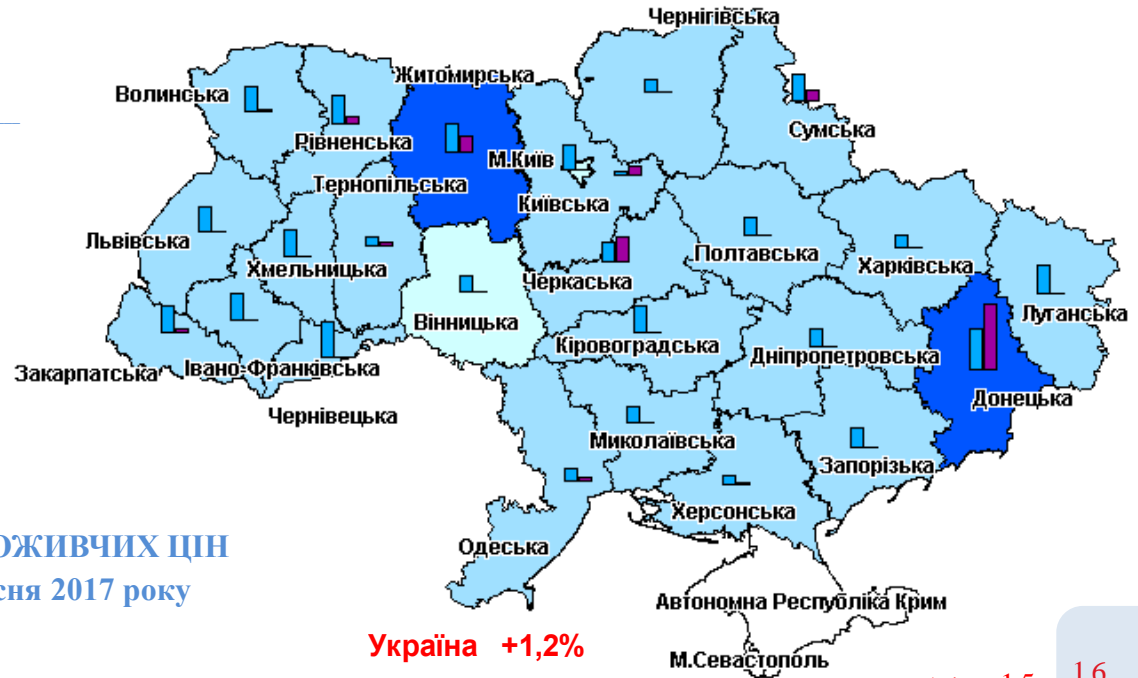 Чернігівська
Житомирська
Волинська
Сумська
Рівненська
М.Київ
Тернопільська
Київська
Львівська
Полтавська
Хмельницька
Харківська
Черкаська
Луганська
Вінницька
Кіровоградська
Дніпропетровська
Закарпатська
Івано-Франківська
Донецька
Чернівецька
Миколаївська
Запорізька
Херсонська
Одеська
ОЖИВЧИХ ЦІН
сня 2017 року
Автономна Республіка Крим
Україна +1,2%
М.Севастополь
1,6